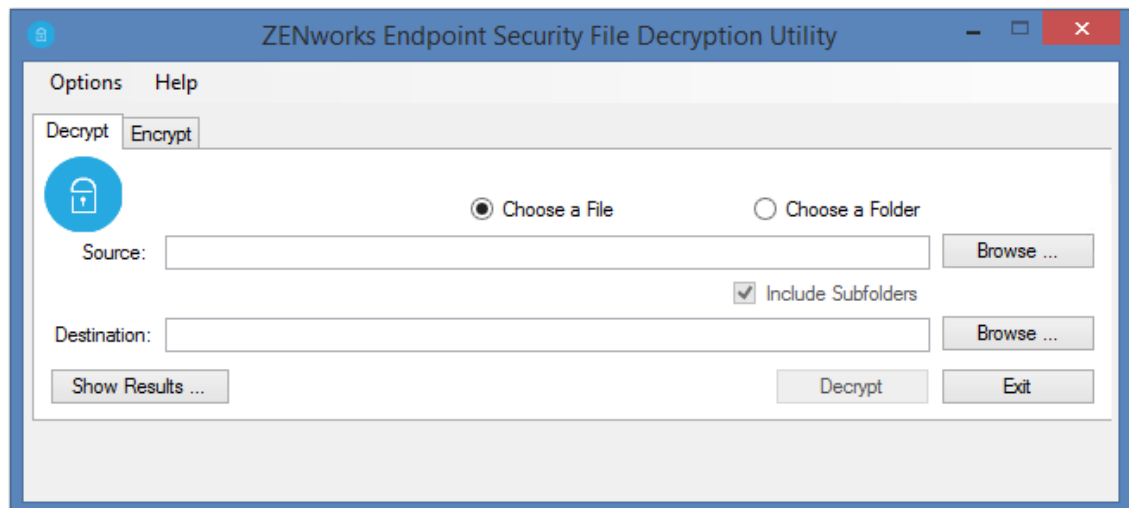 ZENworks Endpoint Security File Decryption Utility
Options Help
Decrypt Encrypt
Choose a File Choose a Folder
Source: Browse ...
Include Subfolders
Destination: Browse ...
Show Results ... Decrypt Exit